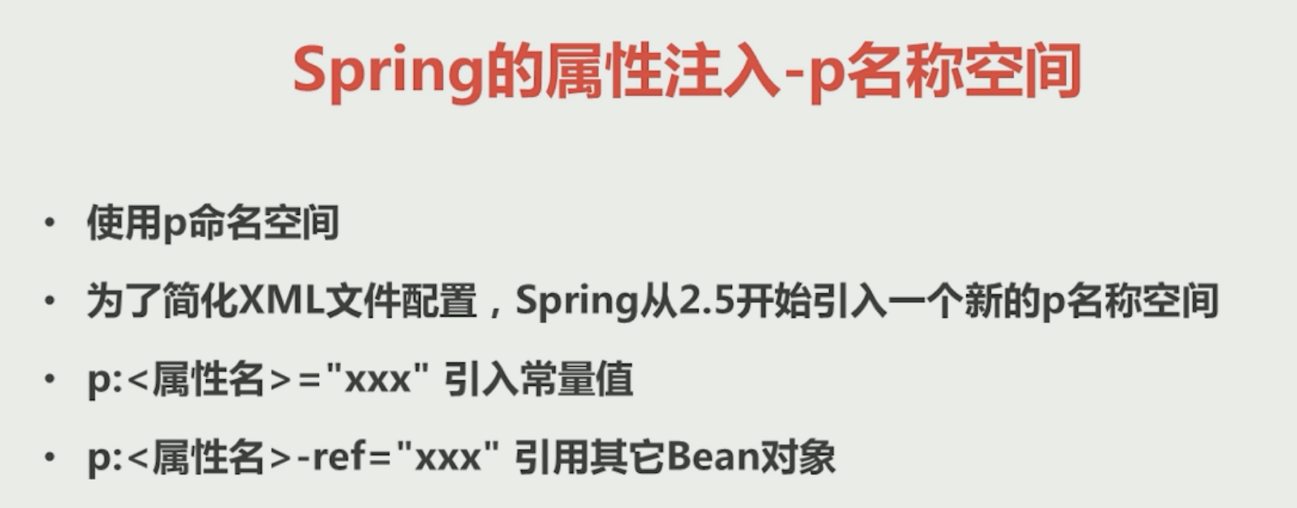 Spring的属性注入-p名称空间
• 使用p命名空间
• 为了简化XML文件配置，Spring从2.5开始引入一个新的p名称空间
• p:<属性名>="xxx" 引入常量值
• p:<属性名>-ref="xxx" 引用其它Bean对象